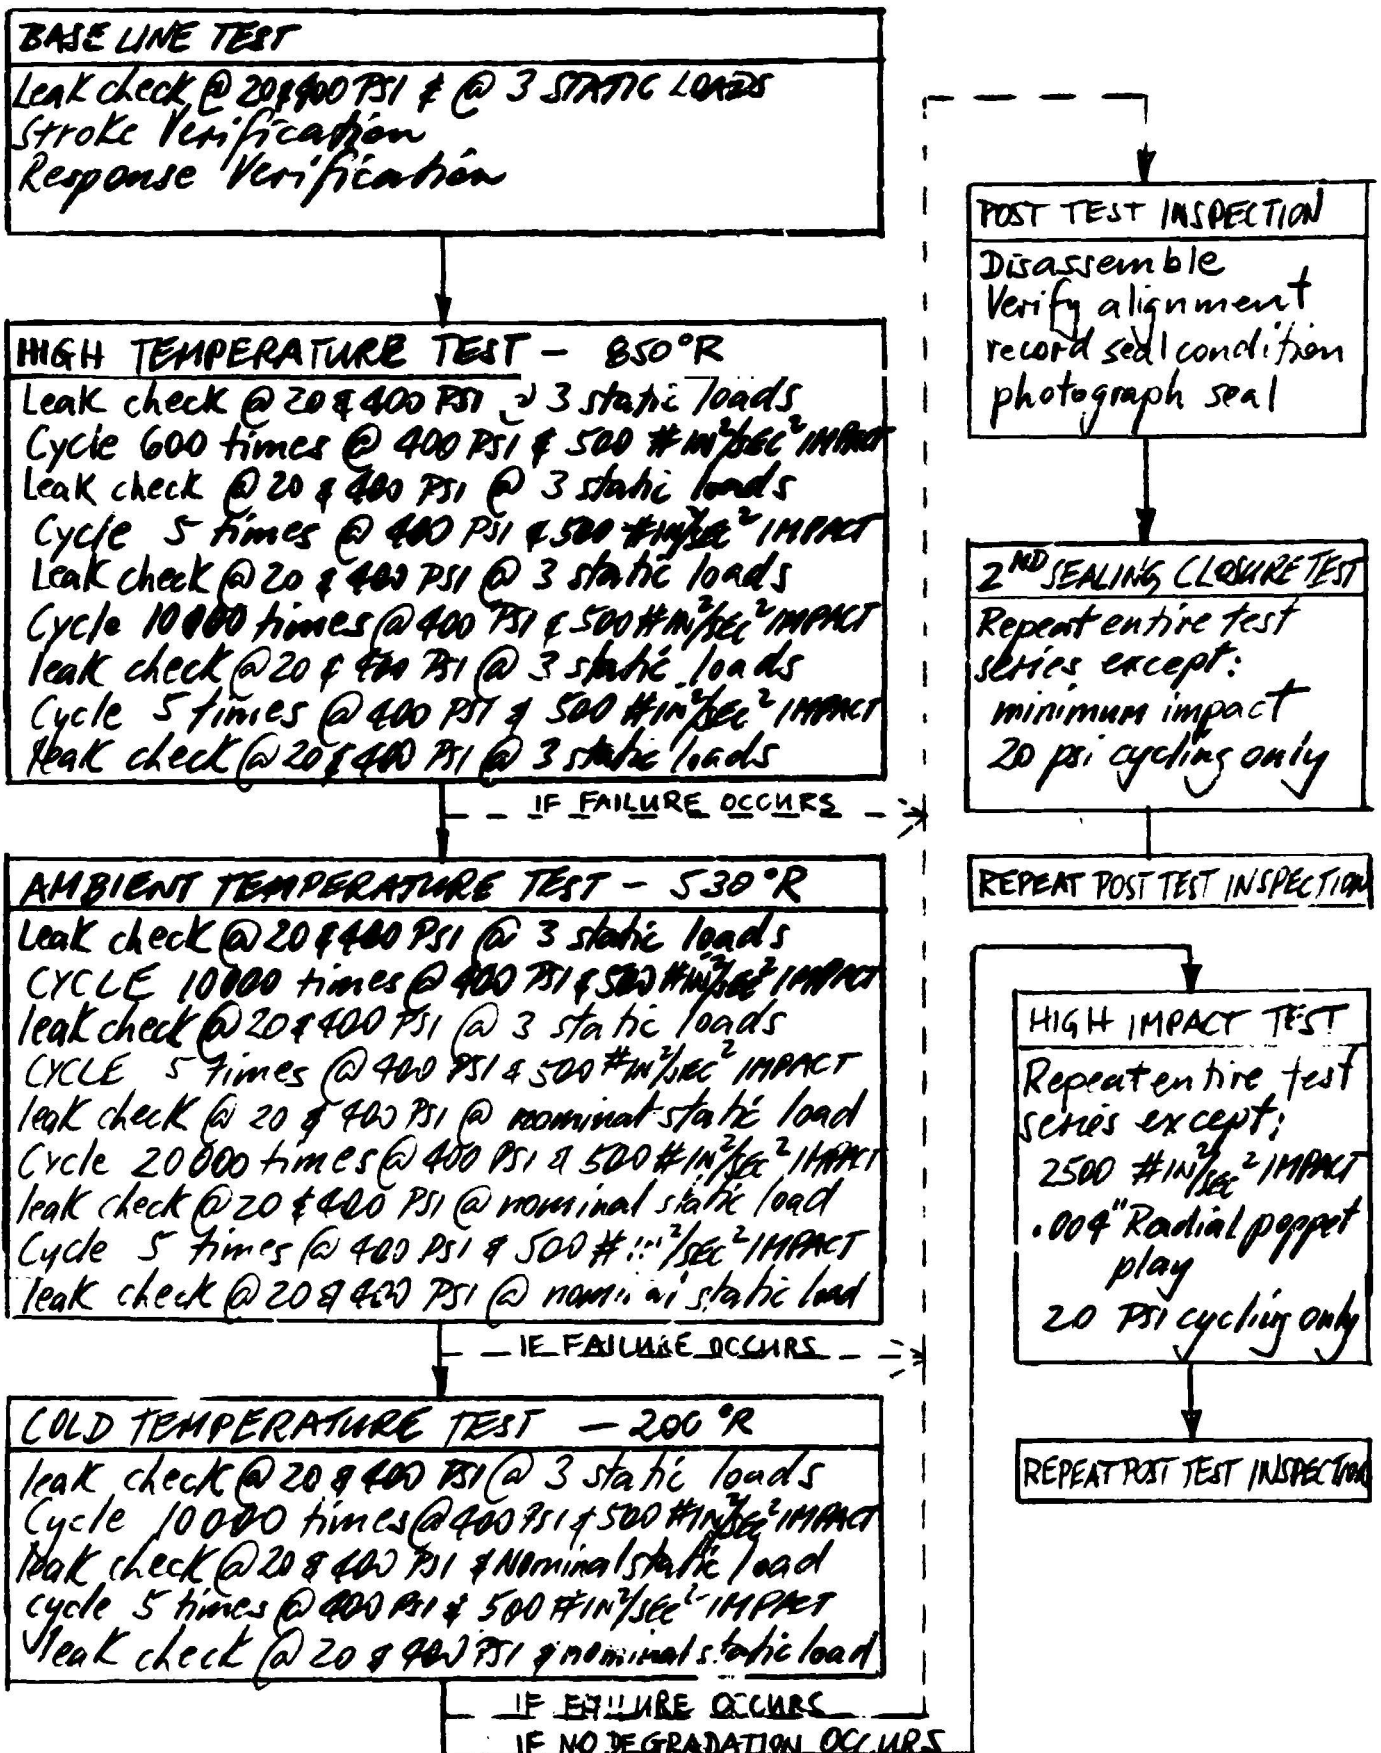 BASE LINE TEST
Leak check @ 20 & 400 PSI & @ 3 STATIC LOADS
Stroke Verification
Response Verification
HIGH TEMPERATURE TEST - 850°R
Leak check @ 20 & 400 PSI @ 3 static loads
Cycle 600 times @ 400 PSI & 500 #IN²/SEC² IMPACT
Leak check @ 20 & 400 PSI @ 3 static loads
Cycle 5 times @ 400 PSI & 500 #IN²/SEC² IMPACT
Leak check @ 20 & 400 PSI @ 3 static loads
Cycle 10000 times @ 400 PSI & 500 #IN²/SEC² IMPACT
leak check @ 20 & 400 PSI @ 3 static loads
Cycle 5 times @ 400 PSI & 500 #IN²/SEC² IMPACT
leak check @ 20 & 400 PSI @ 3 static loads
IF FAILURE OCCURS
AMBIENT TEMPERATURE TEST - 530°R
Leak check @ 20 & 400 PSI @ 3 static loads
CYCLE 10000 times @ 400 PSI & 500 #IN²/SEC² IMPACT
leak check @ 20 & 400 PSI @ 3 static loads
CYCLE 5 times @ 400 PSI & 500 #IN²/SEC² IMPACT
leak check @ 20 & 400 PSI @ nominal static load
Cycle 20000 times @ 400 PSI & 500 #IN²/SEC² IMPACT
leak check @ 20 & 400 PSI @ nominal static load
Cycle 5 times @ 400 PSI & 500 #IN²/SEC² IMPACT
leak check @ 20 & 400 PSI @ nominal static load
IF FAILURE OCCURS
COLD TEMPERATURE TEST - 200°R
leak check @ 20 & 400 PSI @ 3 static loads
Cycle 10000 times @ 400 PSI & 500 #IN²/SEC² IMPACT
leak check @ 20 & 400 PSI & Nominal static load
cycle 5 times @ 400 PSI & 500 #IN²/SEC² IMPACT
leak check @ 20 & 400 PSI & nominal static load
IF FAILURE OCCURS
IF NO DEGRADATION OCCURS
POST TEST INSPECTION
Disassemble
Verify alignment
record seal condition
photograph seal
2ND SEALING CLOSURE TEST
Repeat entire test
series except:
minimum impact
20 psi cycling only
REPEAT POST TEST INSPECTION
HIGH IMPACT TEST
Repeat entire test
series except:
2500 #IN²/SEC² IMPACT
.004" Radial poppet
play
20 PSI cycling only
REPEAT POST TEST INSPECTION